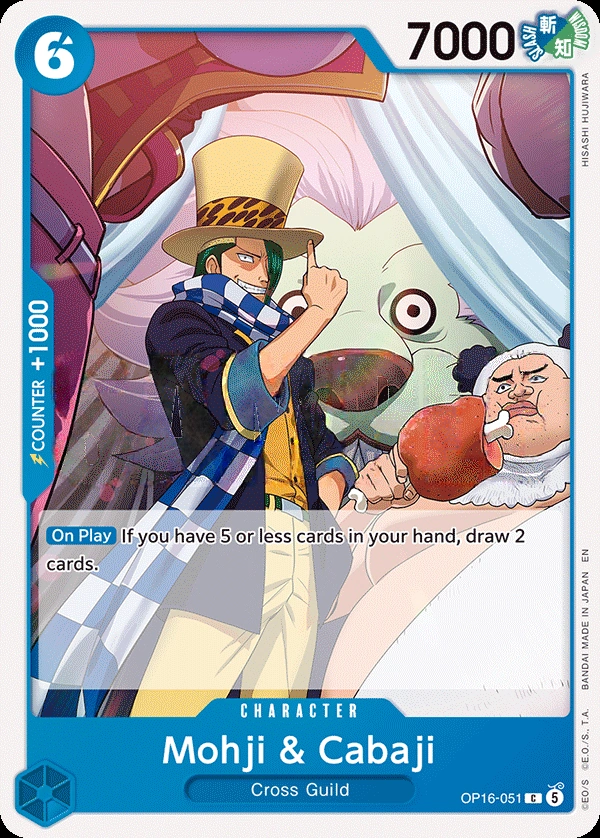 6
7000
SLASH 斬
知 WISDOM
HISASHI HUJIWARA
COUNTER +1000
On Play If you have 5 or less cards in your hand, draw 2
cards.
BANDAI MADE IN JAPAN EN
©E.O./S., T.A.
©EO/S
CHARACTER
Mohji & Cabaji
Cross Guild
OP16-051 C 5